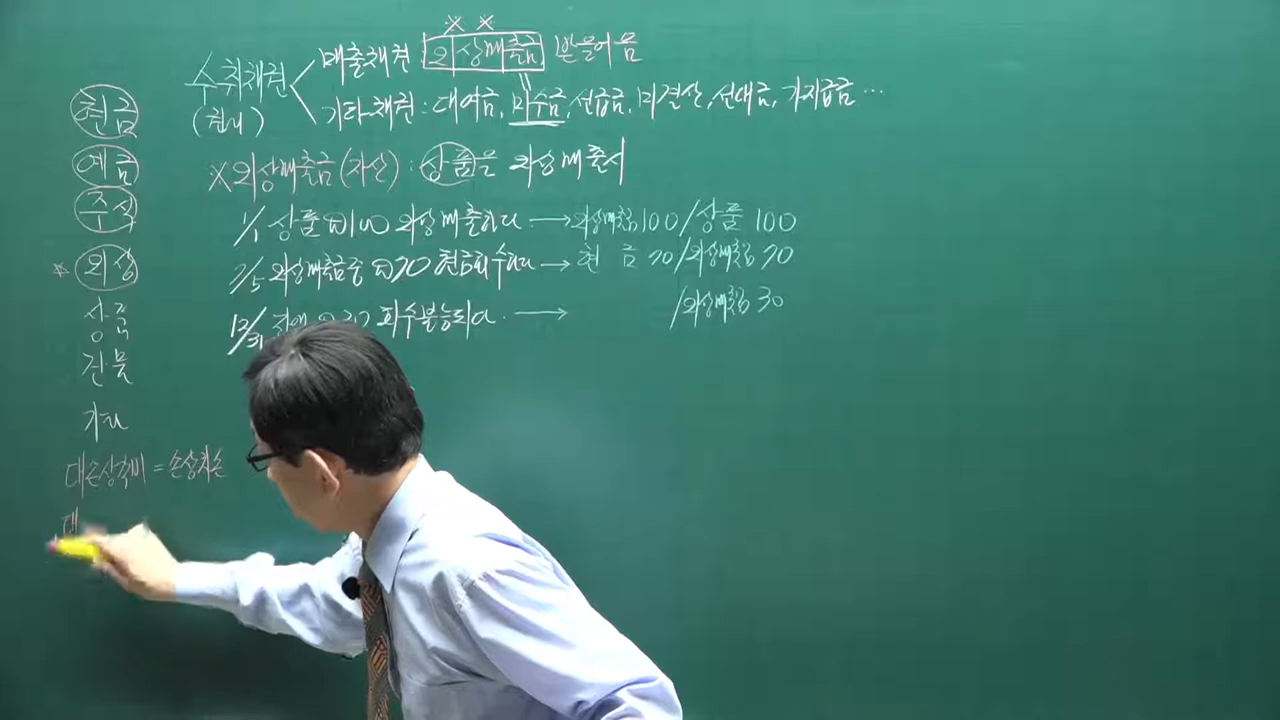 ※ ※
수취채권
(권리)
매출채권 외상매출금 받을어음
기타채권 : 대여금, 미수금, 선급금, 미결산, 선대금, 가지급금 …
현금
예금
주식
* 외상
상품
건물
기타
대손상각비 = 손상차손
대
※외상매출금(자산) : 상품을 외상매출시
1/1 상품 ₩100 외상매출하다. → 외상매출금 100 / 상품 100
7/5 외상매출금중 ₩70 현금회수하다 → 현 금 70 / 외상매출금 70
12/31 회수불능되다. → / 외상매출금 30